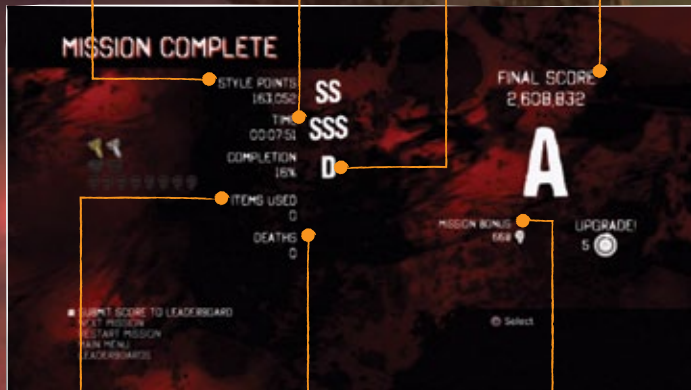 MISSION COMPLETE
STYLE POINTS
163,052
SS
TIME
00:07:51
SSS
COMPLETION
16%
D
ITEMS USED
0
DEATHS
0
FINAL SCORE
2,608,832
A
MISSION BONUS
668
UPGRADE!
5
SUBMIT SCORE TO LEADERBOARD
NEXT MISSION
RESTART MISSION
MAIN MENU
LEADERBOARDS
Select